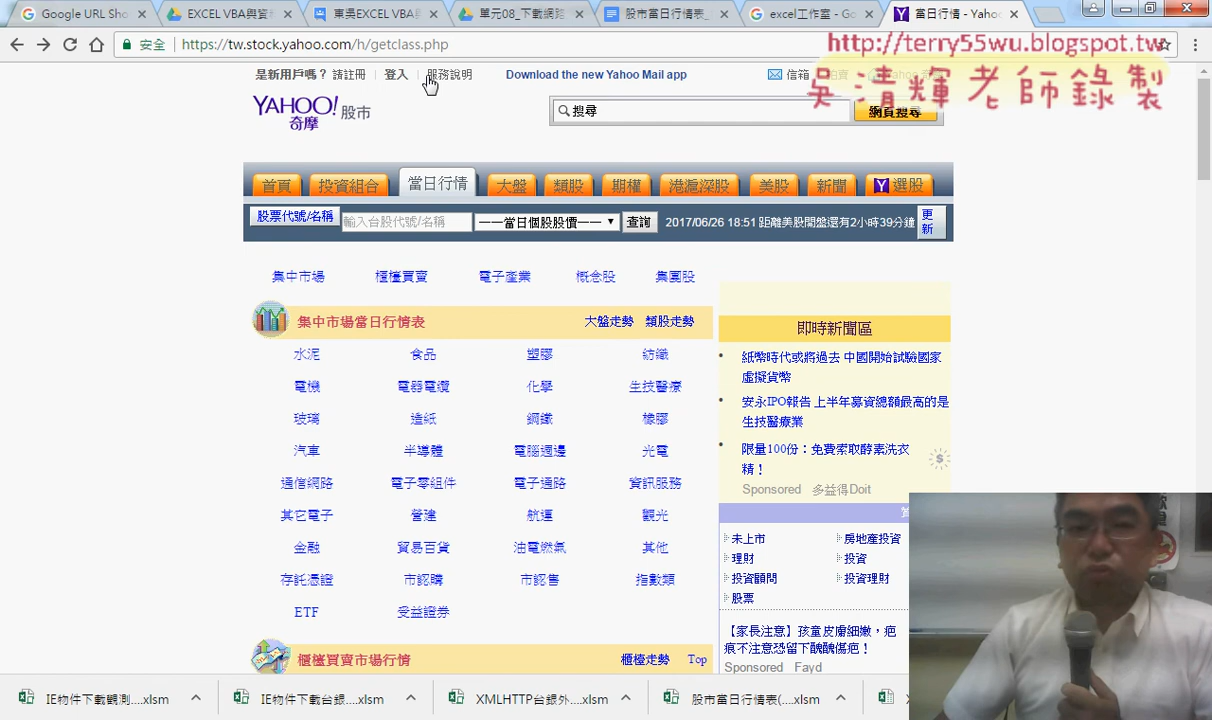 Google URL Sho
EXCEL VBA與資
東吳EXCEL VBA
單元08_下載網
股市當日行情表_
excel工作室 - Go
當日行情 - Yaho
安全
https://tw.stock.yahoo.com/h/getclass.php
http://terry55wu.blogspot.tw
吳清輝老師錄製
是新用戶嗎？ 請註冊
登入
服務說明
Download the new Yahoo Mail app
信箱
YAHOO!
奇摩
股市
搜尋
網頁搜尋
首頁
投資組合
當日行情
大盤
類股
期權
港滬深股
美股
新聞
選股
股票代號/名稱
輸入台股代號/名稱
——當日個股股價——
查詢
2017/06/26 18:51 距離美股開盤還有2小時39分鐘
更新
集中市場
櫃檯買賣
電子產業
概念股
集團股
集中市場當日行情表
大盤走勢
類股走勢
水泥
食品
塑膠
紡織
電機
電器電纜
化學
生技醫療
玻璃
造紙
鋼鐵
橡膠
汽車
半導體
電腦週邊
光電
通信網路
電子零組件
電子通路
資訊服務
其它電子
營建
航運
觀光
金融
貿易百貨
油電燃氣
其他
存託憑證
市認購
市認售
指數類
ETF
受益證券
櫃檯買賣市場行情
櫃檯走勢
Top
即時新聞區
紙幣時代或將過去 中國開始試驗國家
虛擬貨幣
安永IPO報告 上半年募資總額最高的是
生技醫療業
限量100份：免費索取酵素洗衣
精！
Sponsored 多益得Doit
未上市
房地產投資
理財
投資
投資顧問
投資理財
股票
【家長注意】孩童皮膚細嫩，疤
痕不注意恐留下醜醜傷疤！
Sponsored Fayd
IE物件下載觀測....xlsm
IE物件下載台銀....xlsm
XMLHTTP台銀外....xlsm
股市當日行情表(....xlsm